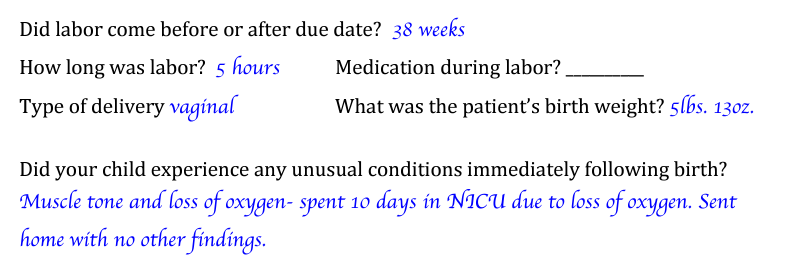 Did labor come before or after due date? 38 weeks
How long was labor? 5 hours Medication during labor? ________
Type of delivery vaginal What was the patient's birth weight? 5lbs. 13oz.
Did your child experience any unusual conditions immediately following birth?
Muscle tone and loss of oxygen- spent 10 days in NICU due to loss of oxygen. Sent
home with no other findings.